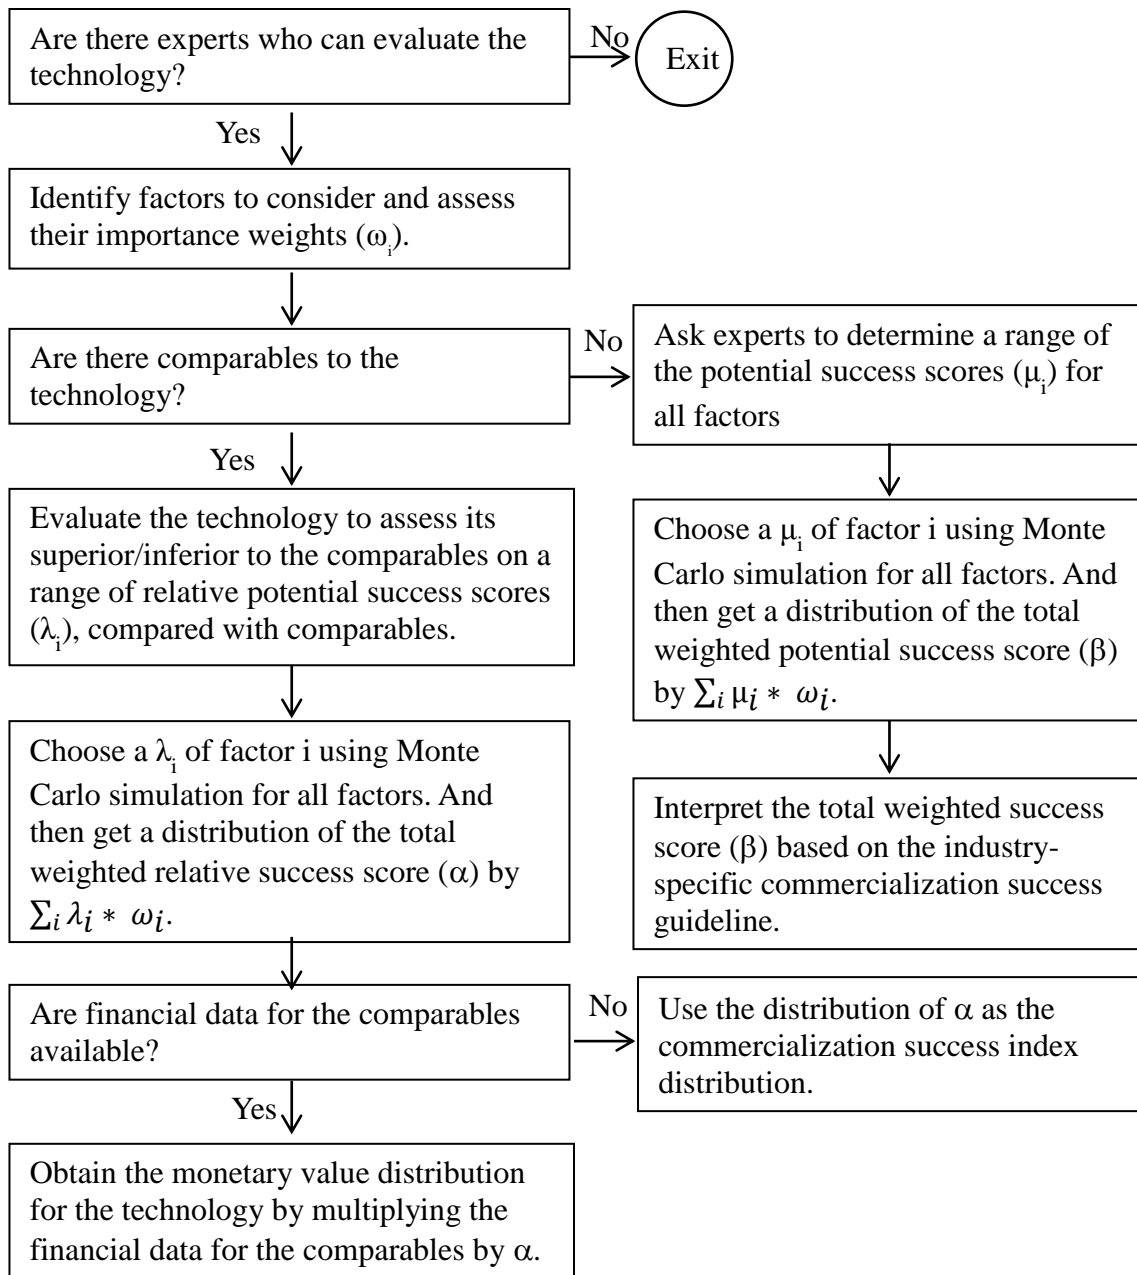 Are there experts who can evaluate the
technology?
No
Exit
Yes
Identify factors to consider and assess
their importance weights (ωᵢ).
Are there comparables to the
technology?
No
Ask experts to determine a range of
the potential success scores (μᵢ) for
all factors
Yes
Evaluate the technology to assess its
superior/inferior to the comparables on a
range of relative potential success scores
(λᵢ), compared with comparables.
Choose a μᵢ of factor i using Monte
Carlo simulation for all factors. And
then get a distribution of the total
weighted potential success score (β)
by ∑ᵢ μᵢ * ωᵢ.
Choose a λᵢ of factor i using Monte
Carlo simulation for all factors. And
then get a distribution of the total
weighted relative success score (α) by
∑ᵢ λᵢ * ωᵢ.
Interpret the total weighted success
score (β) based on the industry-
specific commercialization success
guideline.
Are financial data for the comparables
available?
No
Use the distribution of α as the
commercialization success index
distribution.
Yes
Obtain the monetary value distribution
for the technology by multiplying the
financial data for the comparables by α.